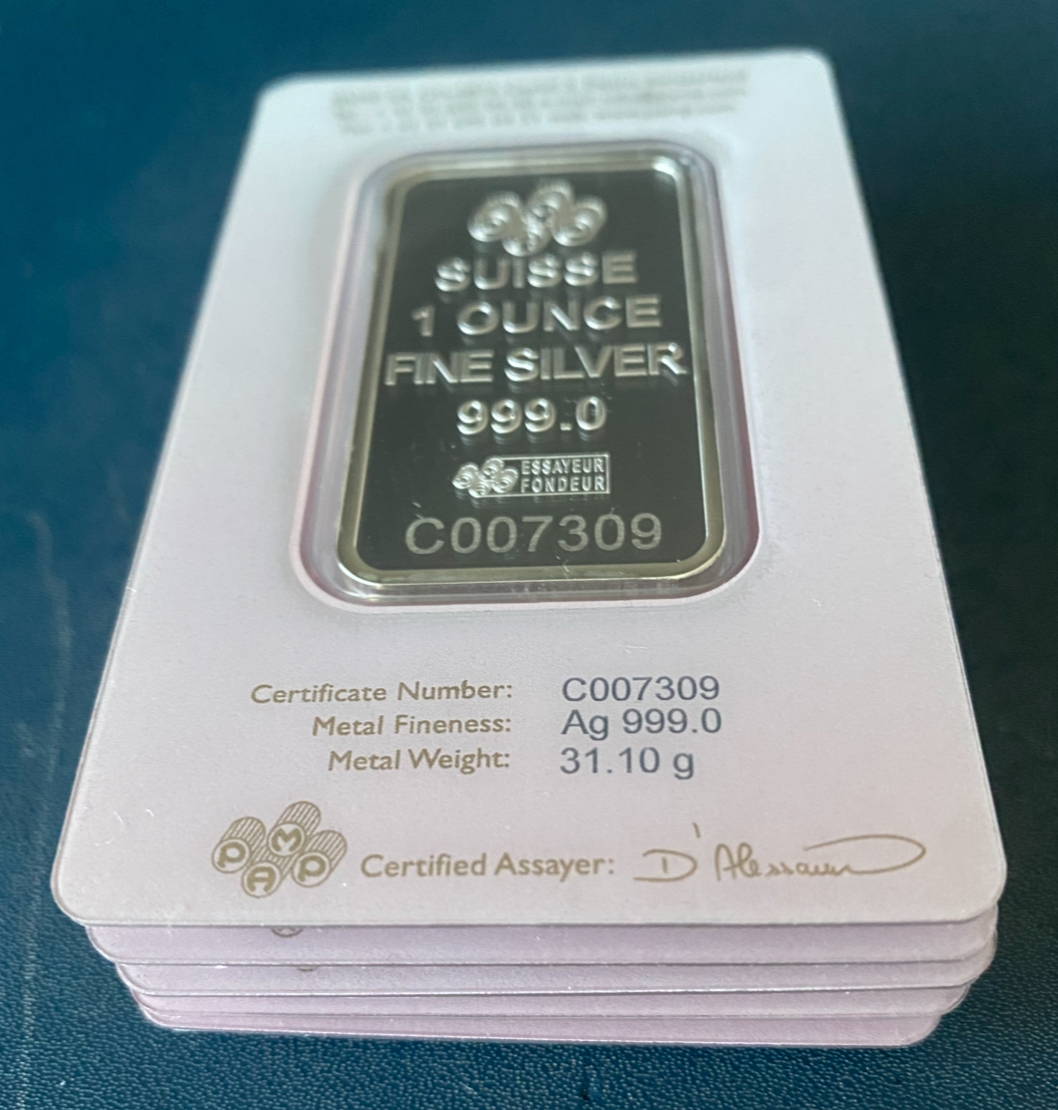 SUISSE
1 OUNCE
FINE SILVER
999.0
ESSAYEUR
FONDEUR
C007309
Certificate Number: C007309
Metal Fineness: Ag 999.0
Metal Weight: 31.10 g
PAMP Certified Assayer: D'Alessandro